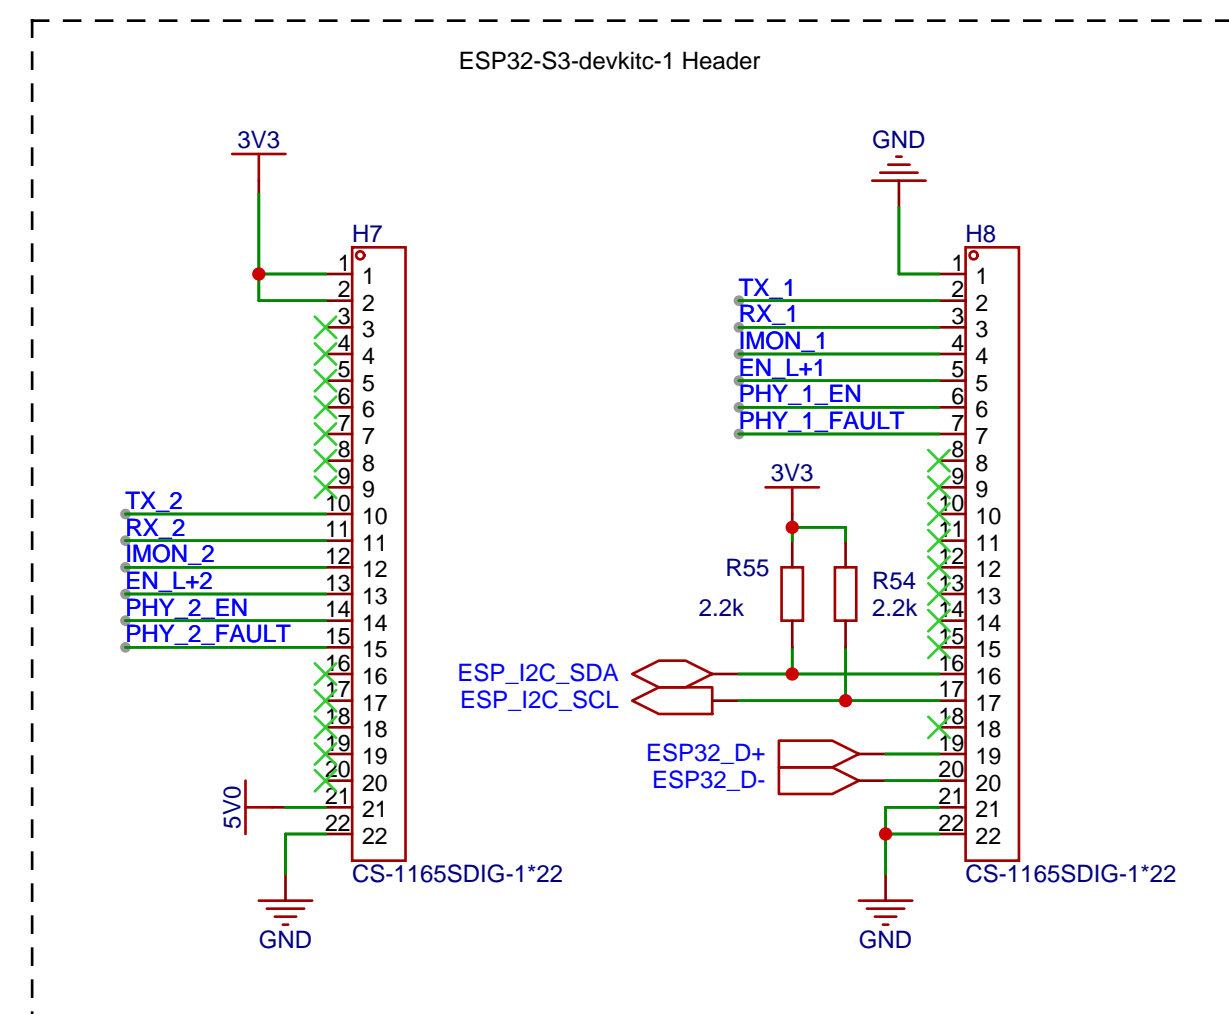 ESP32-S3-devkitc-1 Header
3V3
H7
1 1
2 2
3 3
4 4
5 5
6 6
7 7
8 8
9 9
TX_2 10 10
RX_2 11 11
IMON_2 12 12
EN_L+2 13 13
PHY_2_EN 14 14
PHY_2_FAULT 15 15
16 16
17 17
18 18
19 19
20 20
5V0 21 21
22 22
CS-1165SDIG-1*22
GND
GND
H8
1 1
TX_1 2 2
RX_1 3 3
IMON_1 4 4
EN_L+1 5 5
PHY_1_EN 6 6
PHY_1_FAULT 7 7
8 8
9 9
10 10
11 11
12 12
13 13
14 14
15 15
3V3
R55
2.2k
R54
2.2k
ESP_I2C_SDA 16 16
ESP_I2C_SCL 17 17
18 18
ESP32_D+ 19 19
ESP32_D- 20 20
21 21
22 22
CS-1165SDIG-1*22
GND